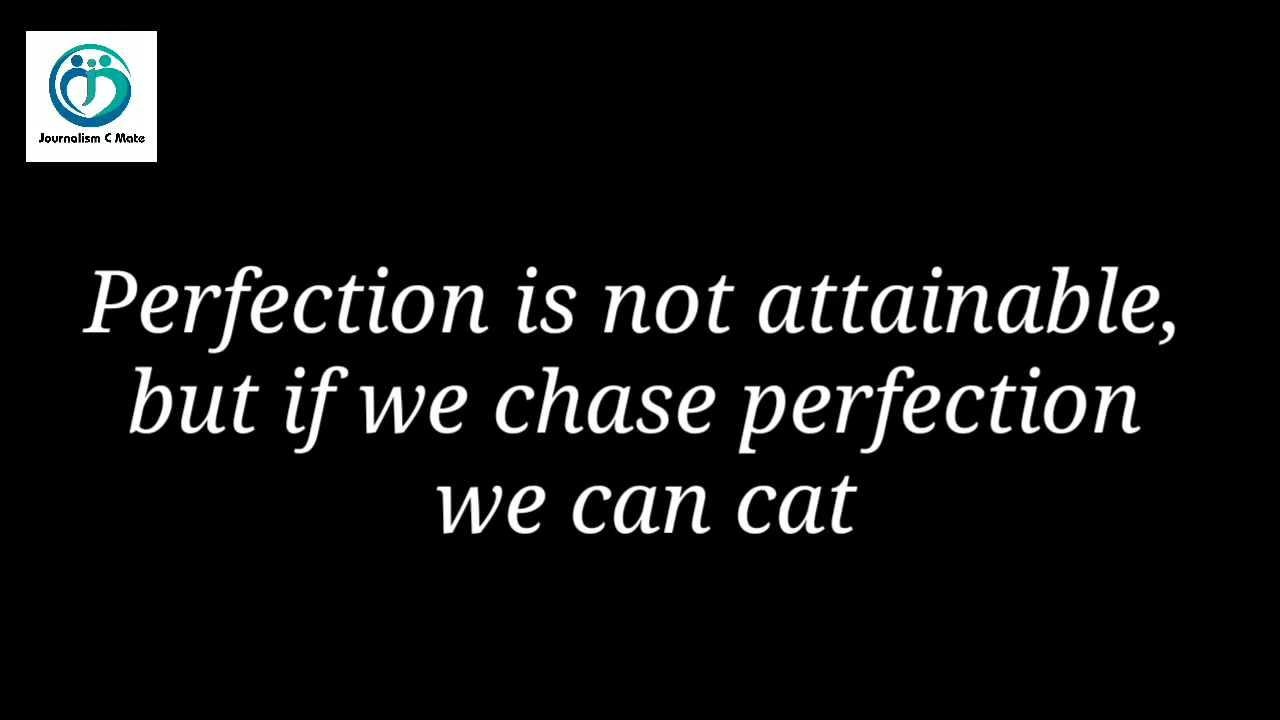 Journalism C Mate
Perfection is not attainable,
but if we chase perfection
we can cat